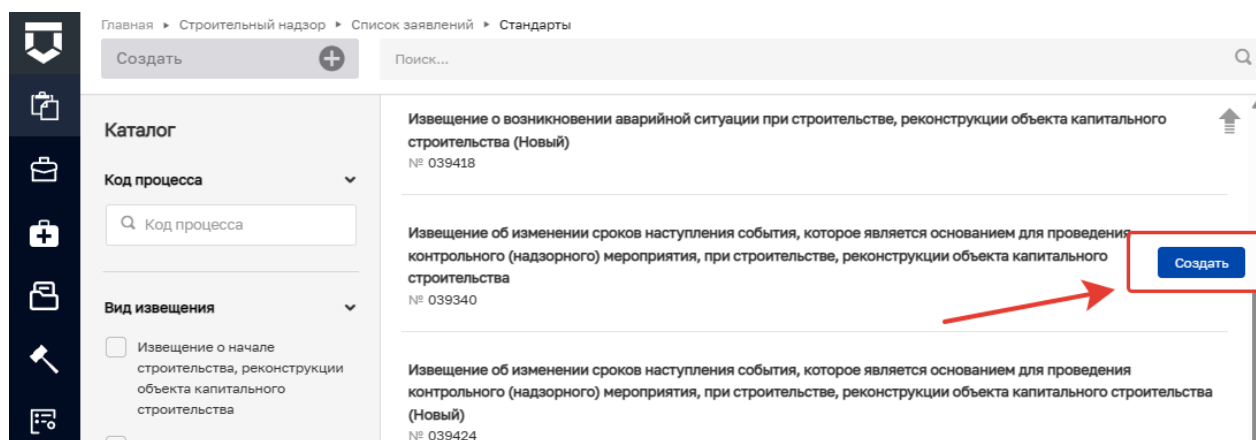 Главная ▸ Строительный надзор ▸ Список заявлений ▸ Стандарты
Создать
Поиск...
Каталог
Код процесса
Код процесса
Вид извещения
Извещение о начале
строительства, реконструкции
объекта капитального
строительства
Извещение о возникновении аварийной ситуации при строительстве, реконструкции объекта капитального
строительства (Новый)
№ 039418
Извещение об изменении сроков наступления события, которое является основанием для проведения
контрольного (надзорного) мероприятия, при строительстве, реконструкции объекта капитального
строительства
№ 039340
Создать
Извещение об изменении сроков наступления события, которое является основанием для проведения
контрольного (надзорного) мероприятия, при строительстве, реконструкции объекта капитального строительства
(Новый)
№ 039424